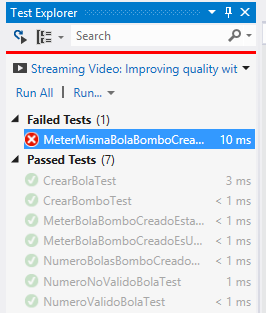 Test Explorer
Search
Streaming Video: Improving quality wit
Run All | Run...
Failed Tests (1)
MeterMismaBolaBomboCrea... 10 ms
Passed Tests (7)
CrearBolaTest 3 ms
CrearBomboTest < 1 ms
MeterBolaBomboCreadoEsta... < 1 ms
MeterBolaBomboCreadoEsU... < 1 ms
NumeroBolasBomboCreado... < 1 ms
NumeroNoValidoBolaTest 1 ms
NumeroValidoBolaTest < 1 ms